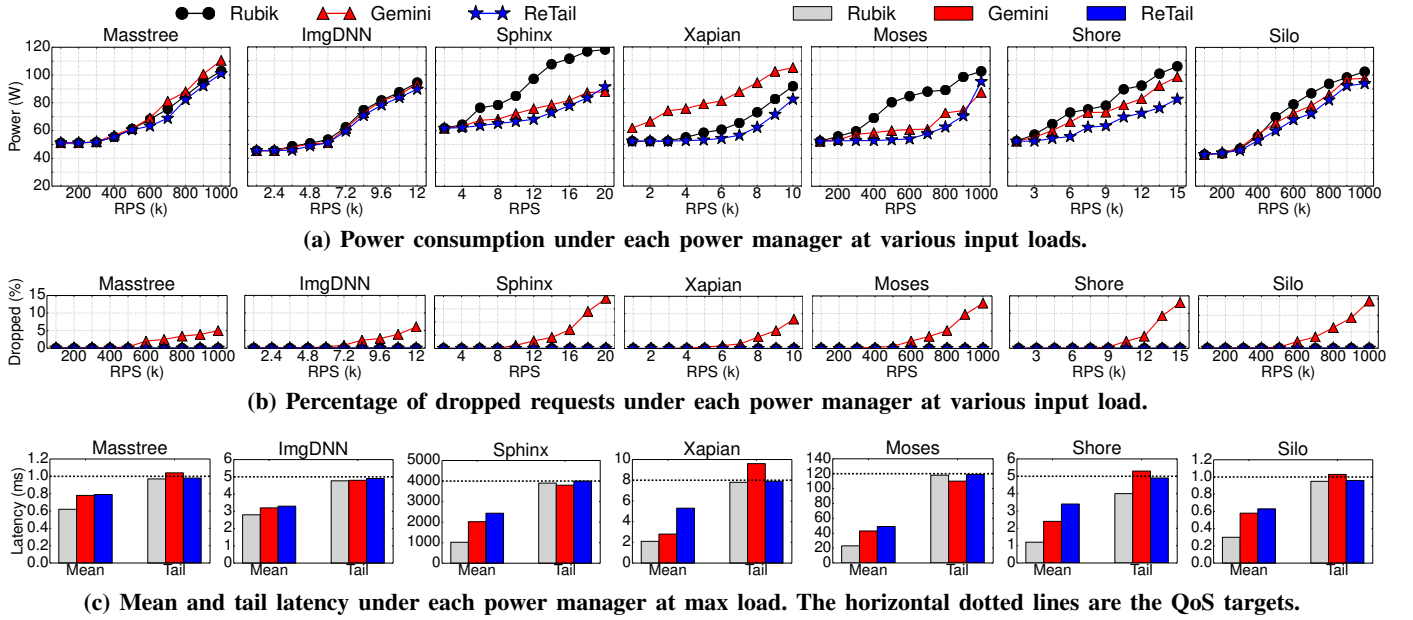 (a) Rubik Gemini ReTail Rubik Gemini ReTail
Masstree ImgDNN Sphinx Xapian Moses Shore Silo
Power (W)
120
100
80
60
40
20
200 400 600 800 1000 2.4 4.8 7.2 9.6 12 4 8 12 16 20 2 4 6 8 10 200 400 600 800 1000 3 6 9 12 15 200 400 600 800 1000
RPS (k) RPS (k) RPS RPS (k) RPS RPS (k) RPS (k)
(a) Power consumption under each power manager at various input loads.
(b)
Masstree ImgDNN Sphinx Xapian Moses Shore Silo
Dropped (%)
15
10
5
0
200 400 600 800 1000 2.4 4.8 7.2 9.6 12 4 8 12 16 20 2 4 6 8 10 200 400 600 800 1000 3 6 9 12 15 200 400 600 800 1000
RPS (k) RPS (k) RPS RPS (k) RPS RPS (k) RPS (k)
(b) Percentage of dropped requests under each power manager at various input load.
(c)
Masstree ImgDNN Sphinx Xapian Moses Shore Silo
Latency (ms)
1.2 6 5000 10 140 6 1.2
1.0 5 4000 8 120 5 1.0
0.8 4 3000 6 100 4 0.8
0.6 3 2000 4 80 3 0.6
0.4 2 1000 2 60 2 0.4
0.2 1 0 0 40 1 0.2
0.0 0 20 0 0.0
Mean Tail Mean Tail Mean Tail Mean Tail Mean Tail Mean Tail Mean Tail
(c) Mean and tail latency under each power manager at max load. The horizontal dotted lines are the QoS targets.